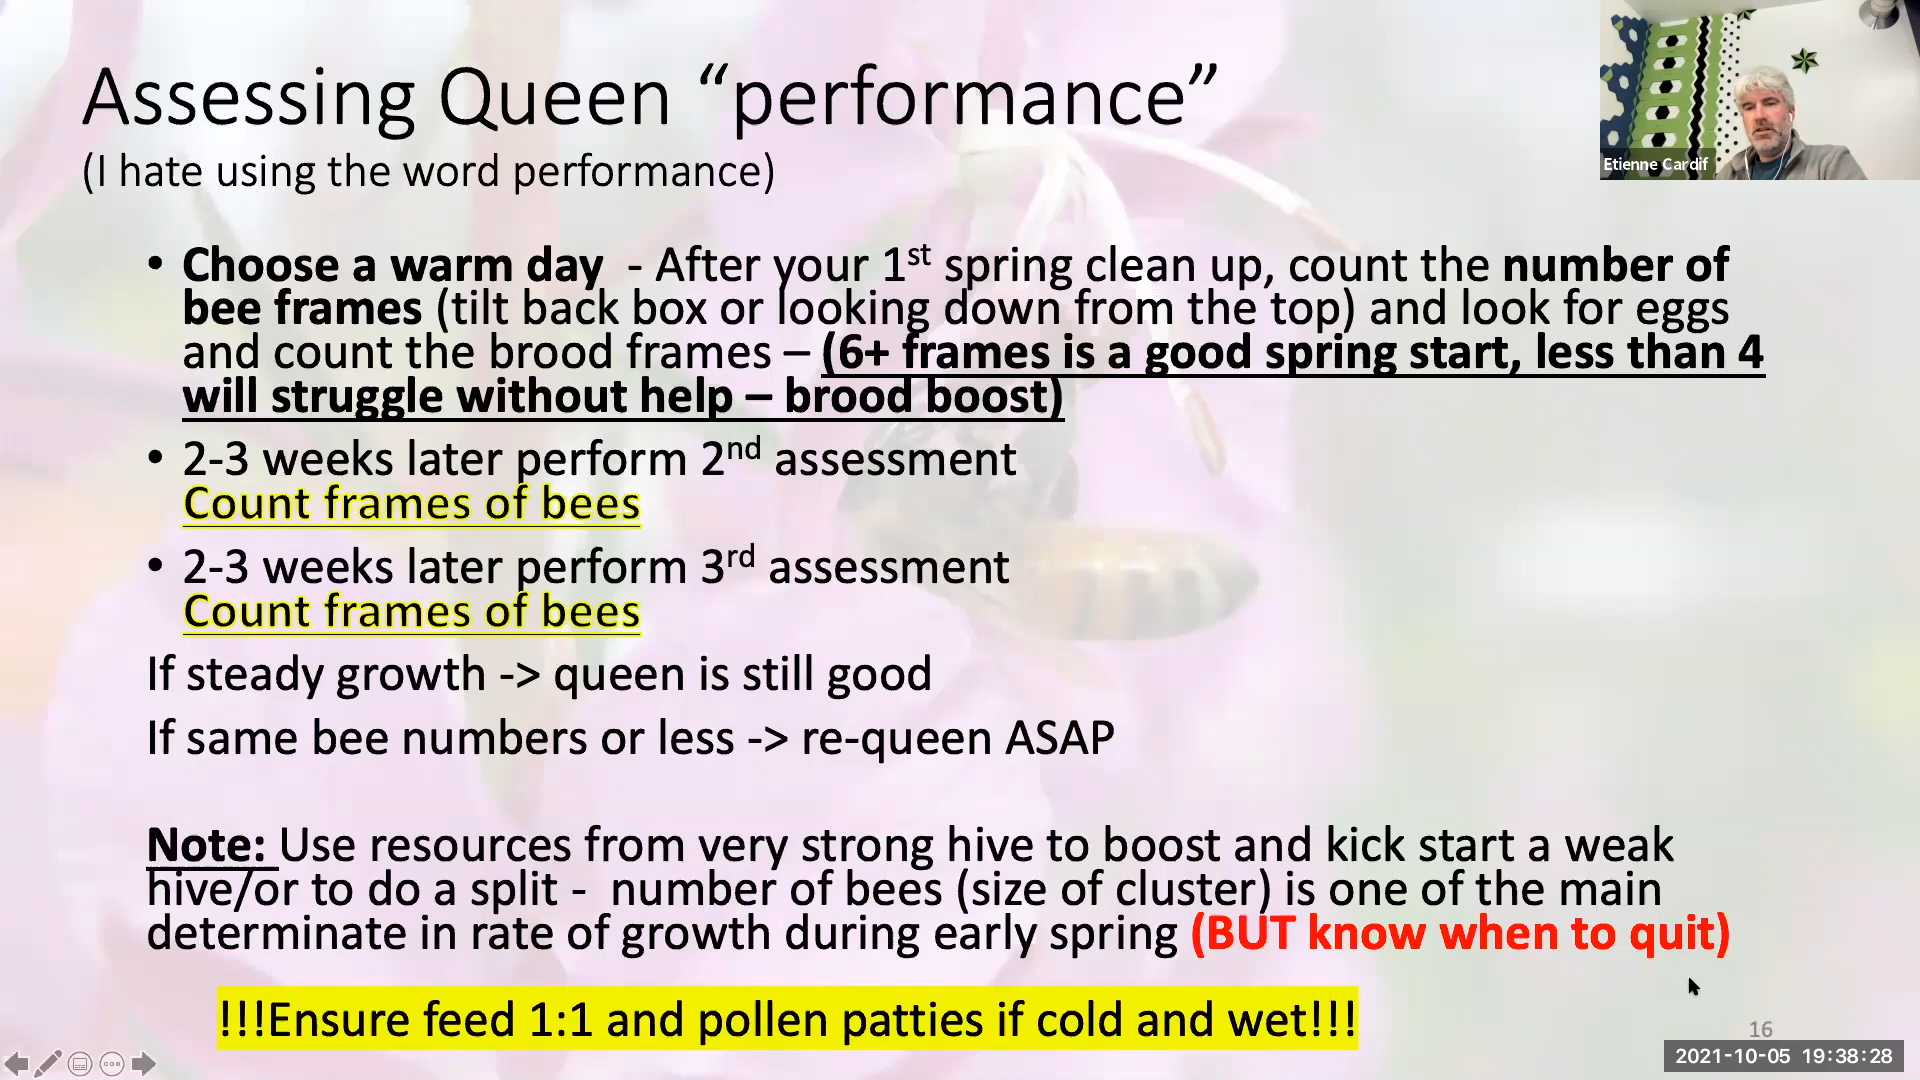 Assessing Queen “performance”
(I hate using the word performance)
Etienne Cardif
• Choose a warm day - After your 1st spring clean up, count the number of
bee frames (tilt back box or looking down from the top) and look for eggs
and count the brood frames – (6+ frames is a good spring start, less than 4
will struggle without help – brood boost)
• 2-3 weeks later perform 2nd assessment
Count frames of bees
• 2-3 weeks later perform 3rd assessment
Count frames of bees
If steady growth -> queen is still good
If same bee numbers or less -> re-queen ASAP
Note: Use resources from very strong hive to boost and kick start a weak
hive/or to do a split - number of bees (size of cluster) is one of the main
determinate in rate of growth during early spring (BUT know when to quit)
!!!Ensure feed 1:1 and pollen patties if cold and wet!!!
16
2021-10-05 19:38:28